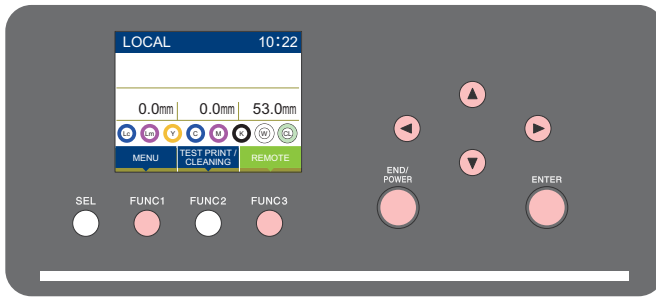 LOCAL 10:22
0.0mm 0.0mm 53.0mm
Lc Lm Y C M K W CL
MENU TEST PRINT / CLEANING REMOTE
END/
POWER
ENTER
SEL FUNC1 FUNC2 FUNC3